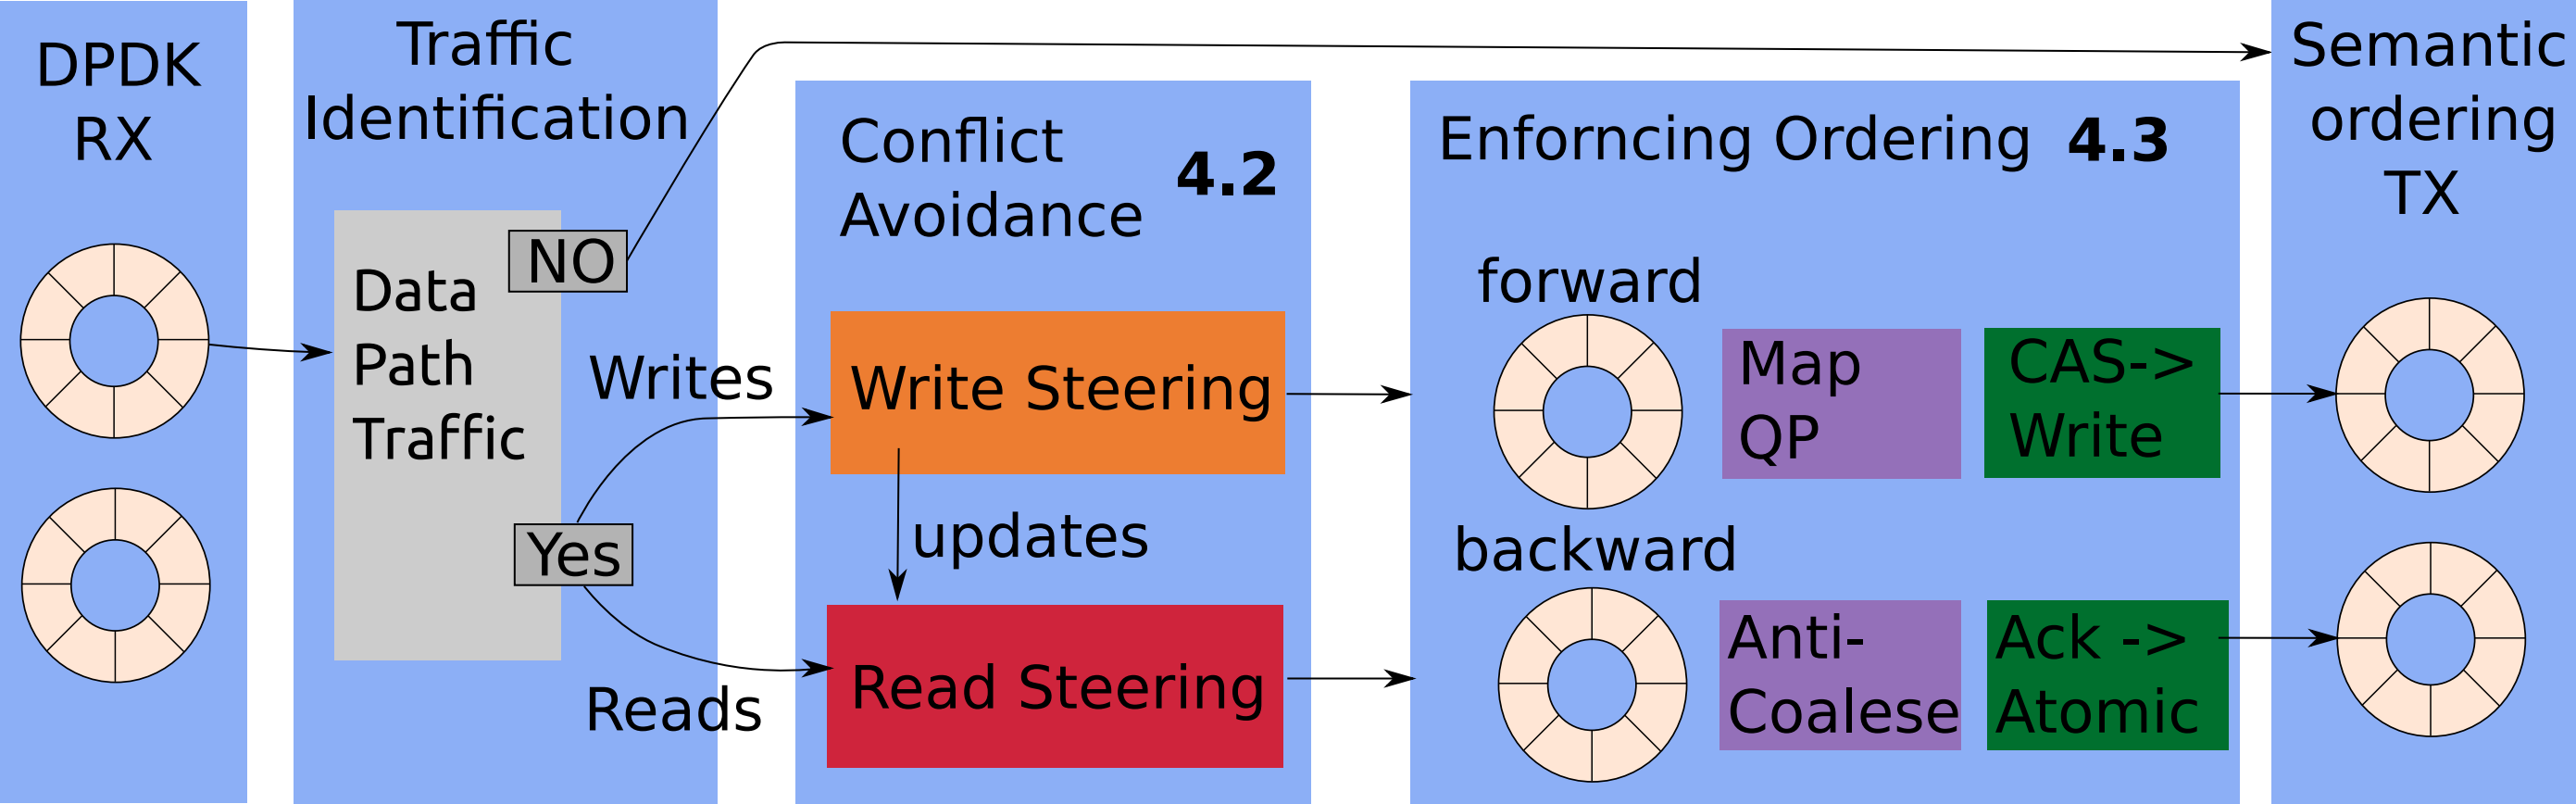 DPDK
RX
Traffic
Identification
Data
Path
Traffic
NO
Yes
Writes
Reads
Conflict
Avoidance
4.2
Write Steering
updates
Read Steering
Enforncing Ordering 4.3
forward
Map
QP
CAS->
Write
backward
Anti-
Coalese
Ack ->
Atomic
Semantic
ordering
TX